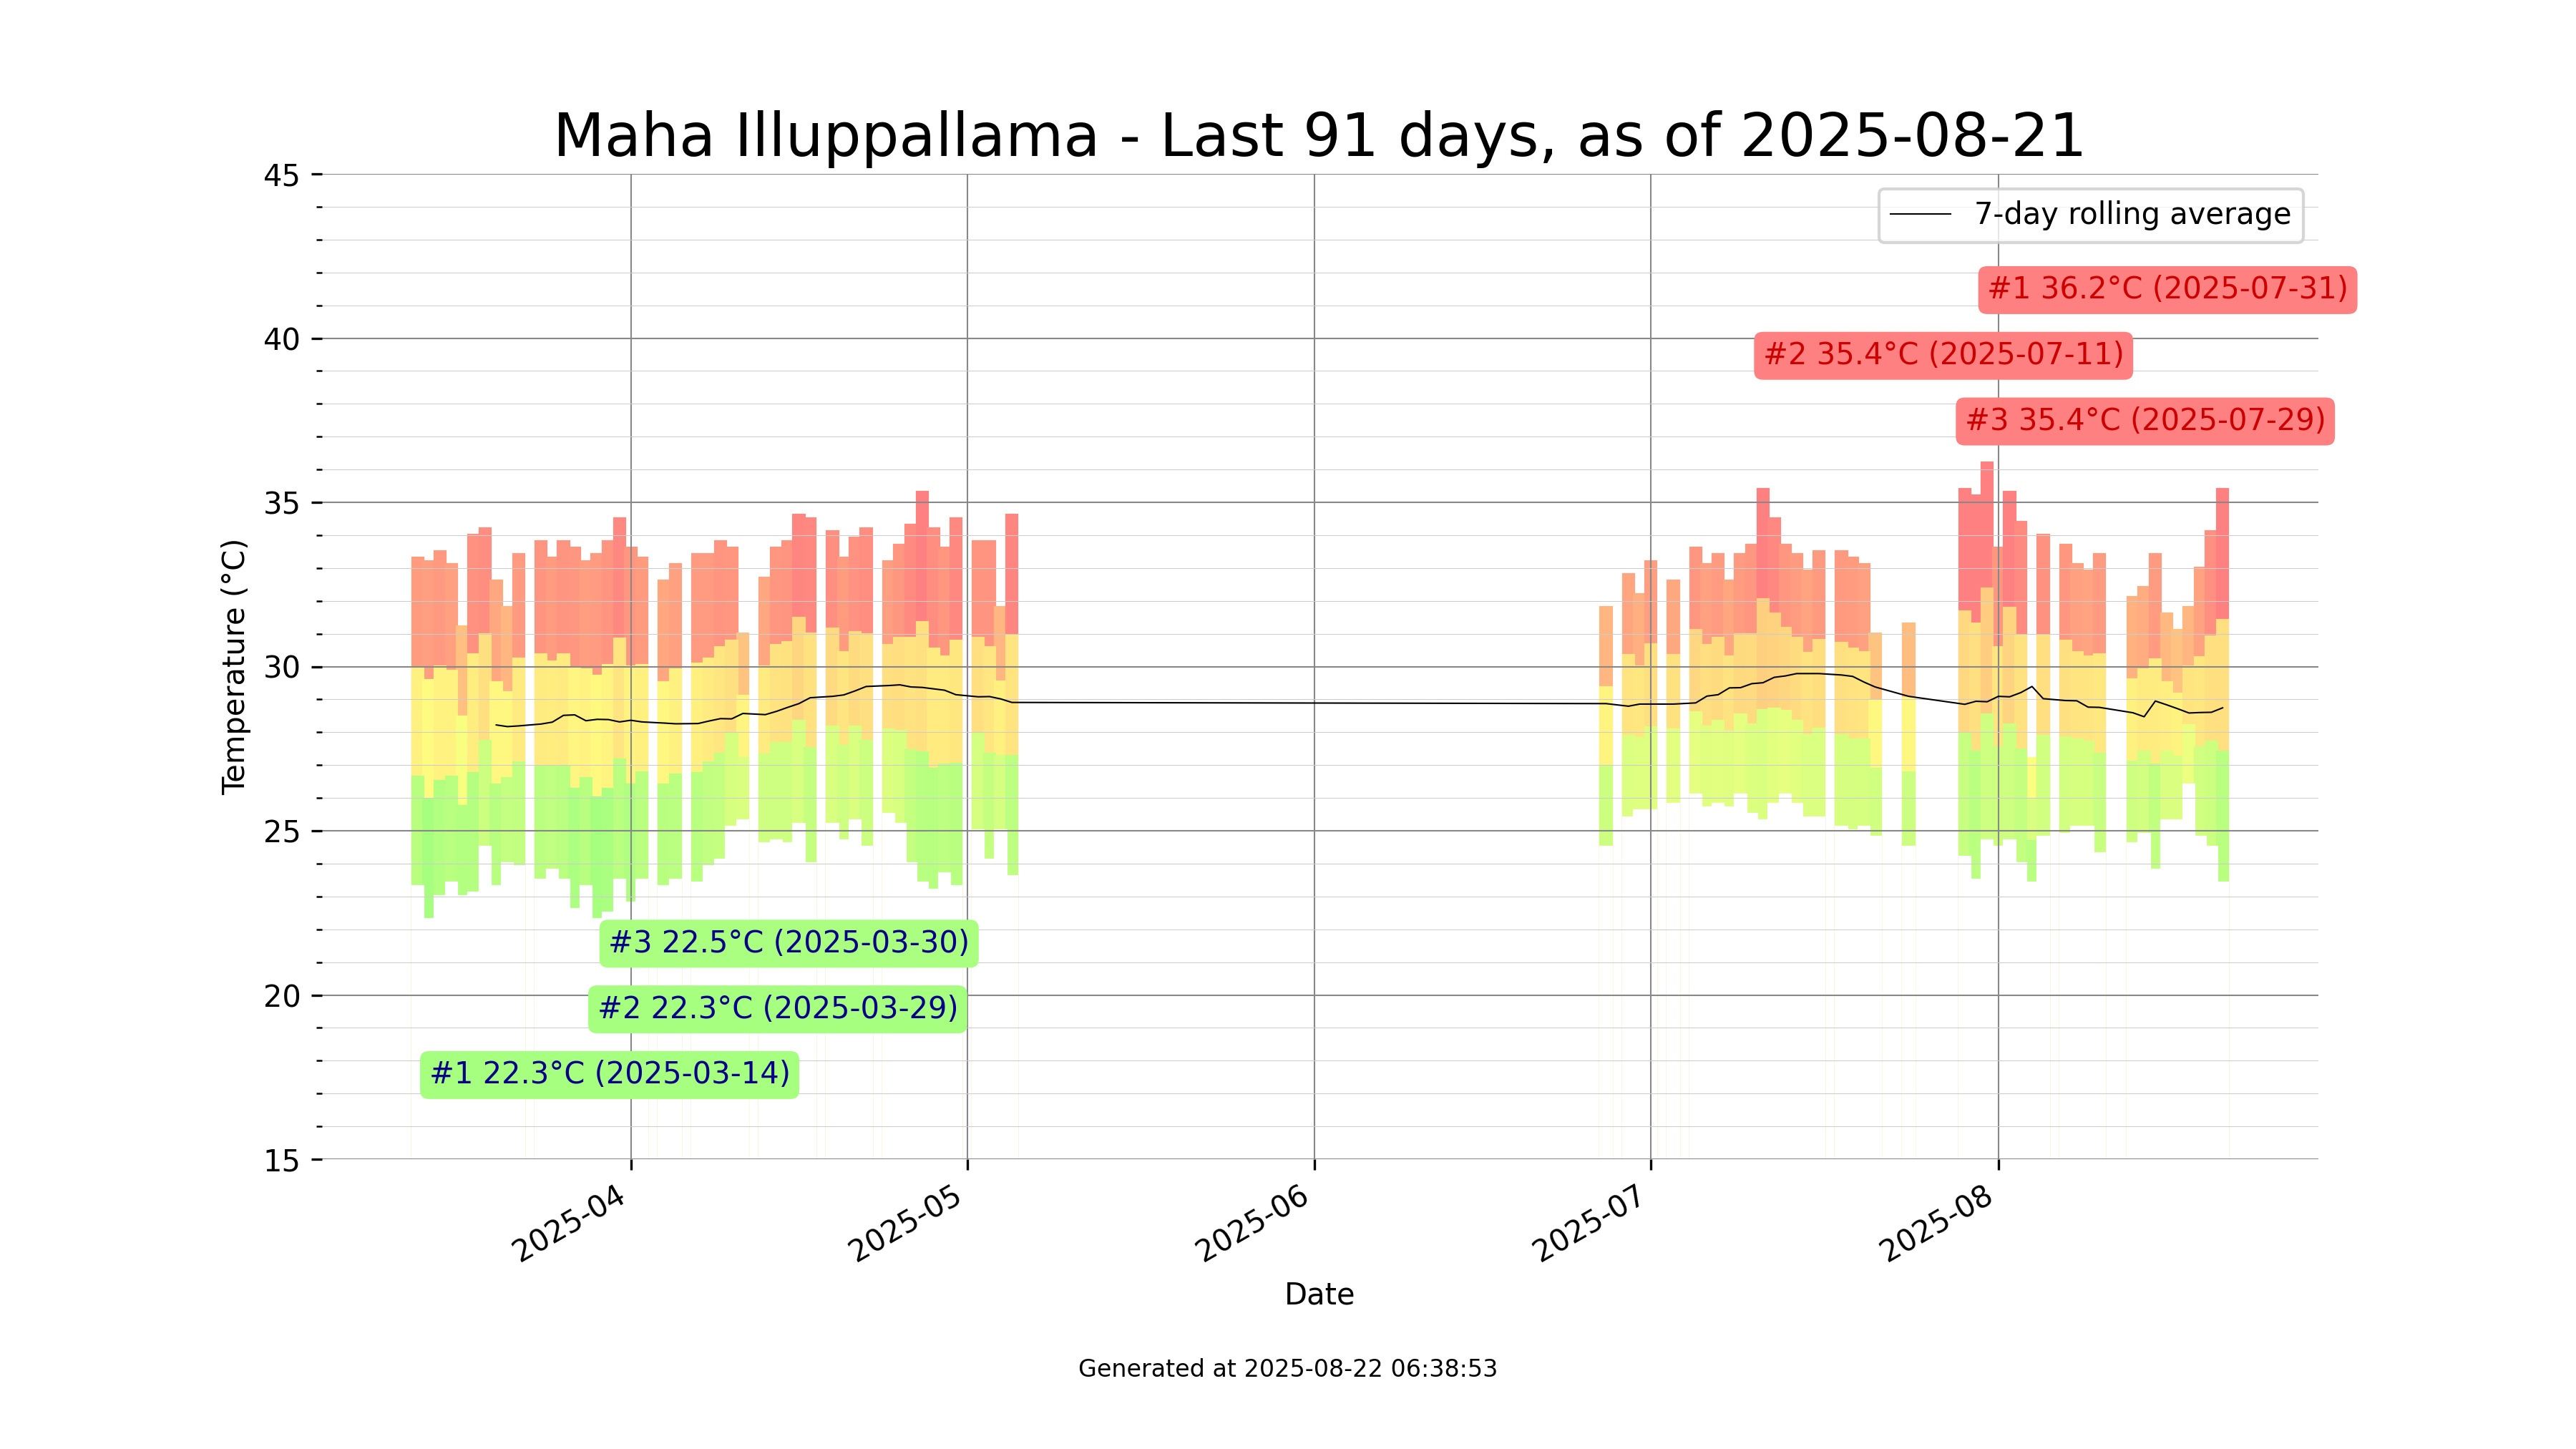 Maha Illuppallama - Last 91 days, as of 2025-08-21
45
40
35
30
25
20
15
Temperature (°C)
7-day rolling average
#1 36.2°C (2025-07-31)
#2 35.4°C (2025-07-11)
#3 35.4°C (2025-07-29)
#3 22.5°C (2025-03-30)
#2 22.3°C (2025-03-29)
#1 22.3°C (2025-03-14)
2025-04
2025-05
2025-06
2025-07
2025-08
Date
Generated at 2025-08-22 06:38:53